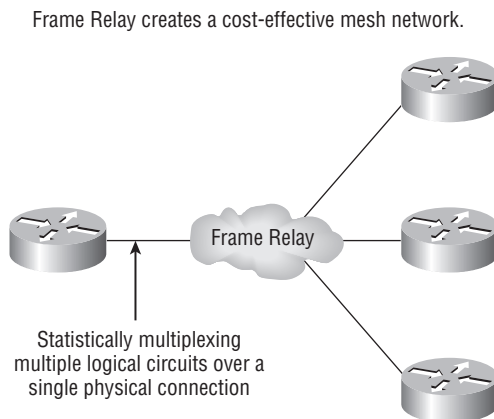 Frame Relay creates a cost-effective mesh network.
Frame Relay
Statistically multiplexing
multiple logical circuits over a
single physical connection